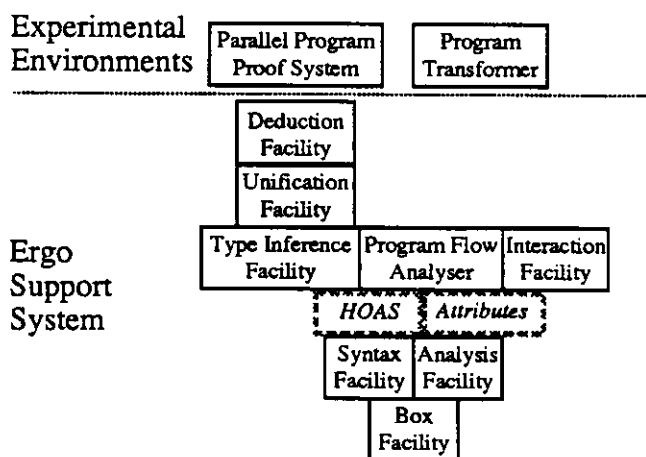 Experimental
Environments
Parallel Program
Proof System
Program
Transformer
Deduction
Facility
Unification
Facility
Ergo
Support
System
Type Inference
Facility
Program Flow
Analyser
Interaction
Facility
HOAS
Attributes
Syntax
Facility
Analysis
Facility
Box
Facility